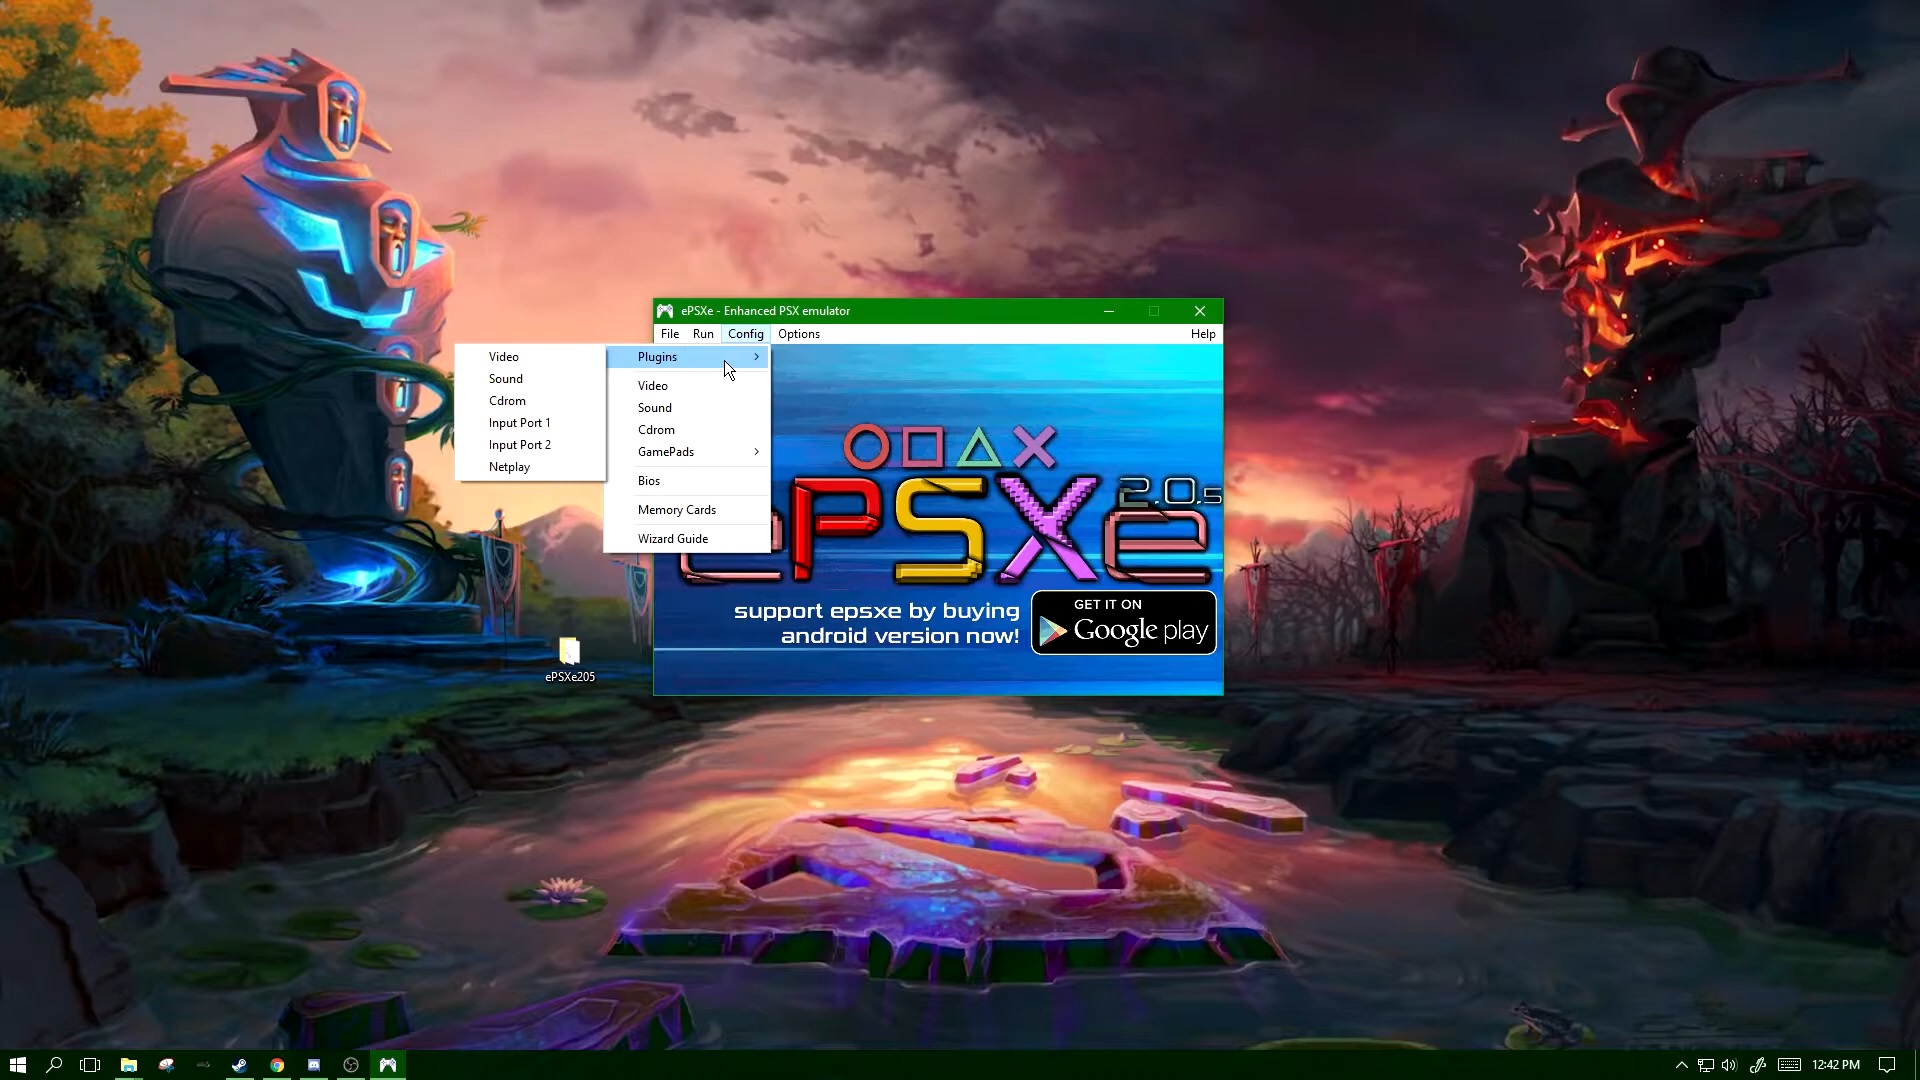 ePSXe - Enhanced PSX emulator
File Run Config Options Help
Plugins
Video
Sound
Cdrom
GamePads
Bios
Memory Cards
Wizard Guide
Video
Sound
Cdrom
Input Port 1
Input Port 2
Netplay
ePSXe 2.0.5
support epsxe by buying
android version now!
GET IT ON
Google play
ePSXe205
12:42 PM